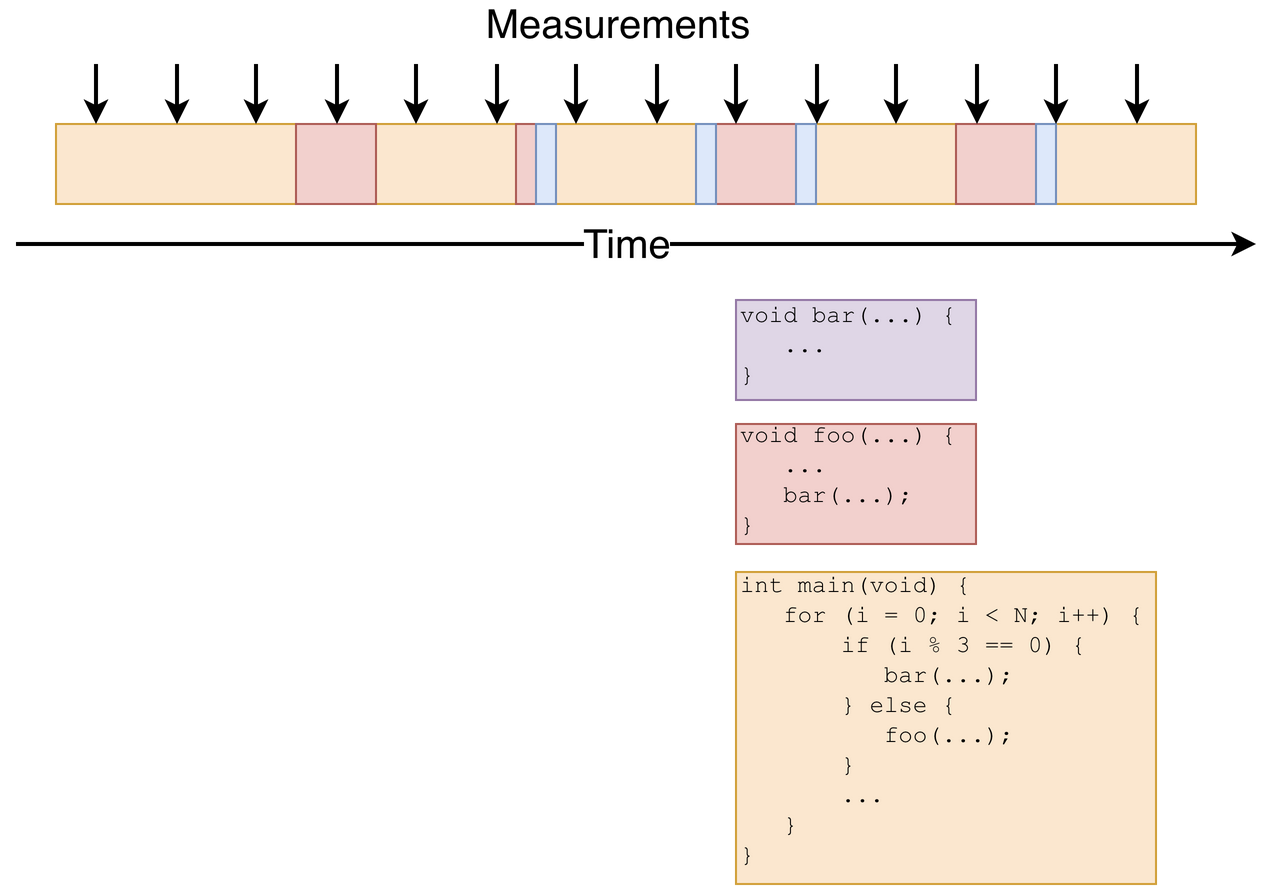 Measurements
Time
void bar(...) {
   ...
}
void foo(...) {
   ...
   bar(...);
}
int main(void) {
   for (i = 0; i < N; i++) {
       if (i % 3 == 0) {
          bar(...);
       } else {
          foo(...);
       }
       ...
   }
}